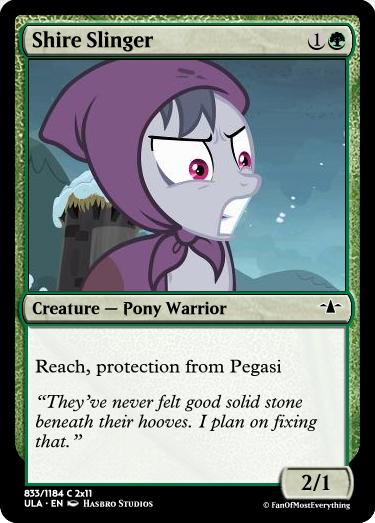 Shire Slinger 1
Creature — Pony Warrior
Reach, protection from Pegasi
“They’ve never felt good solid stone
beneath their hooves. I plan on fixing
that.”
2/1
833/1184 C 2x11
ULA • EN Hasbro Studios
© FanOfMostEverything